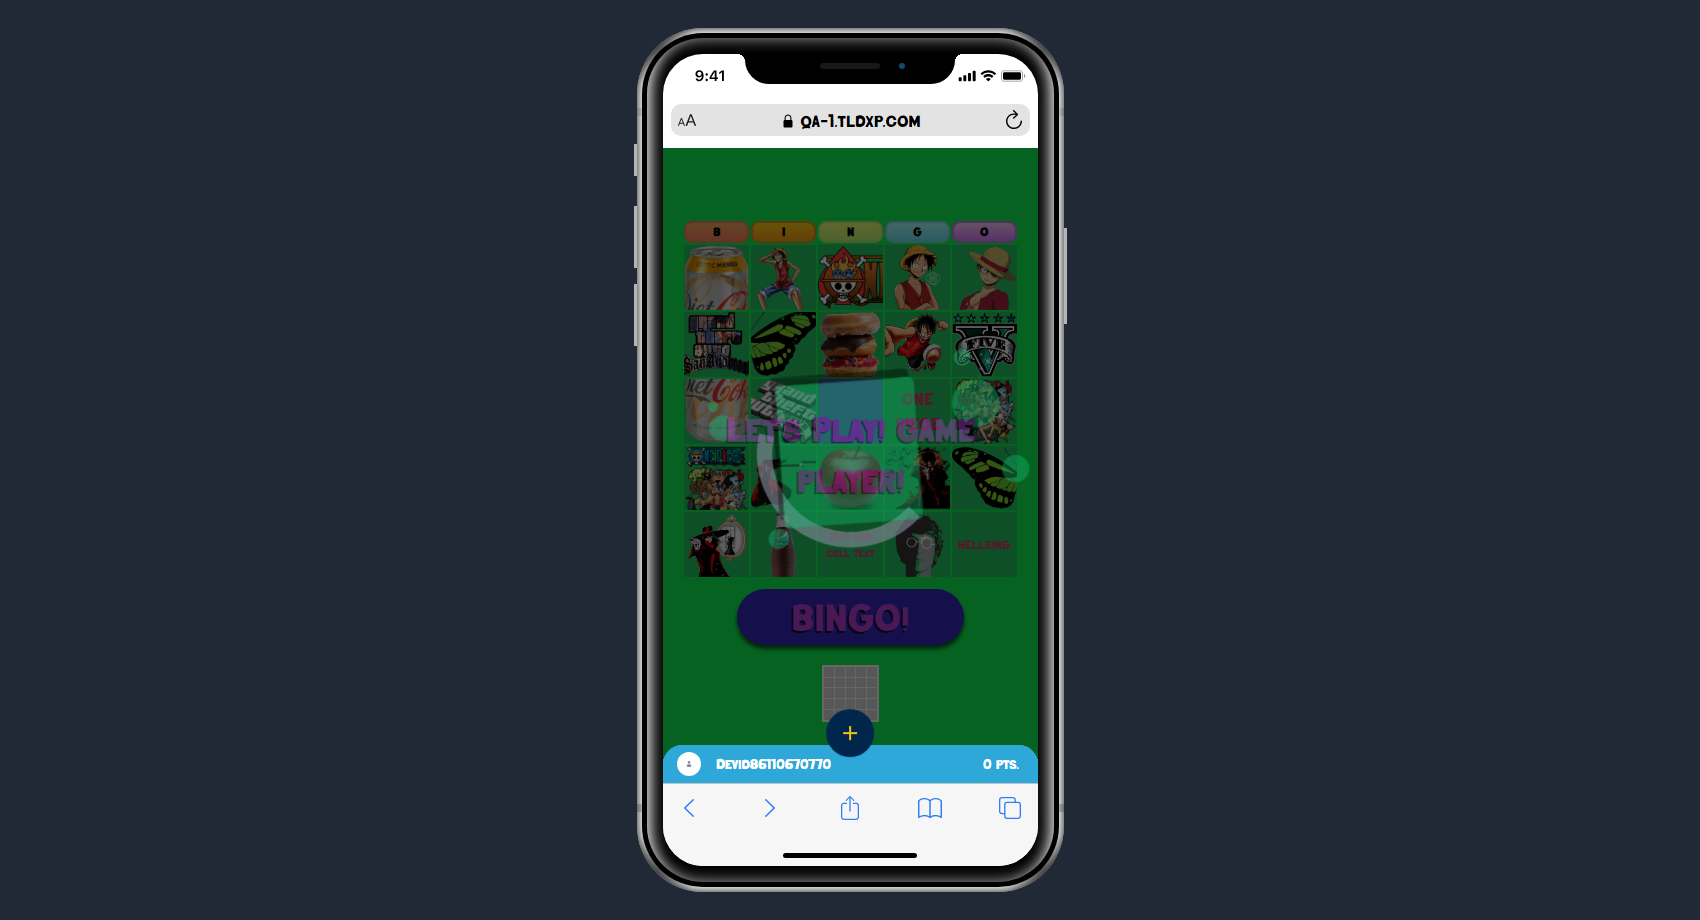 9:41
AA
QA-1.TLDXP.COM
B I N G O
FIVE
ONE
LET'S PLAY! GAME
PLAYER!
CELL TEXT
HELLSING
BINGO!
+
DEVID86110670770
0 PTS.